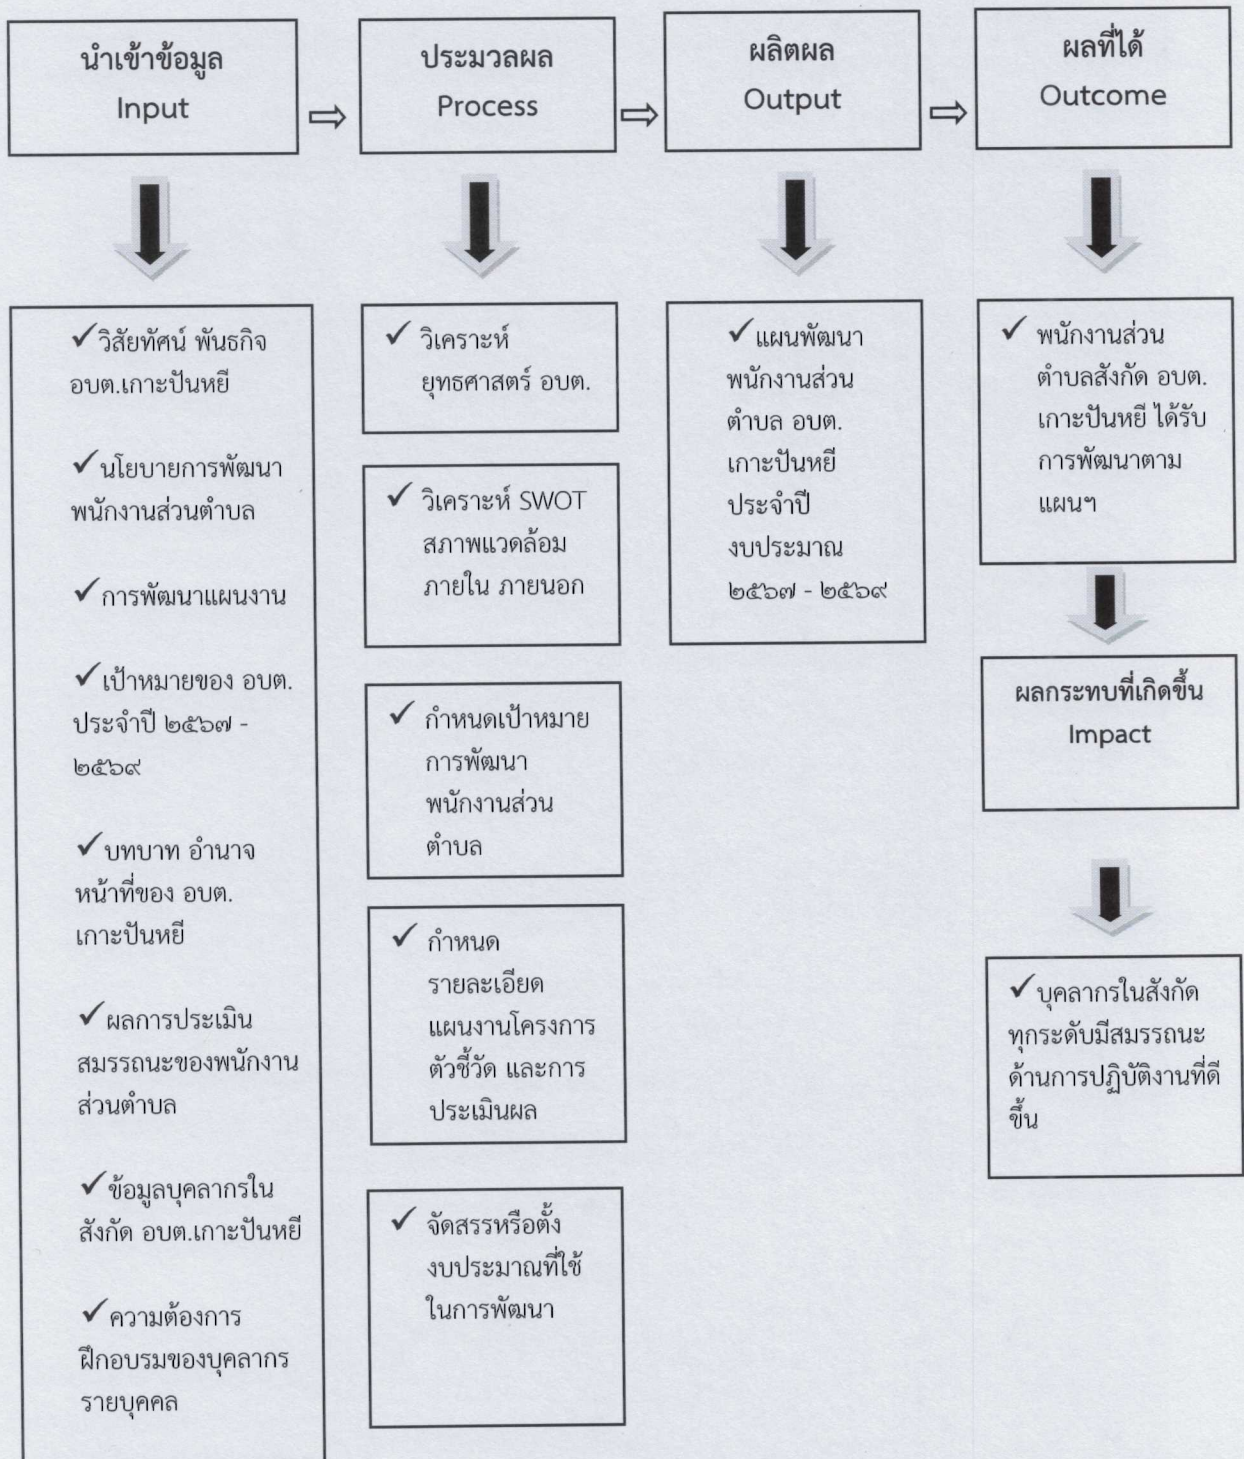 นำเข้าข้อมูล
Input
ประมวลผล
Process
ผลิตผล
Output
ผลที่ได้
Outcome
✓วิสัยทัศน์ พันธกิจ
อบต.เกาะปันหยี
✓นโยบายการพัฒนา
พนักงานส่วนตำบล
✓การพัฒนาแผนงาน
✓เป้าหมายของ อบต.
ประจำปี ๒๕๖๗ -
๒๕๖๙
✓บทบาท อำนาจ
หน้าที่ของ อบต.
เกาะปันหยี
✓ผลการประเมิน
สมรรถนะของพนักงาน
ส่วนตำบล
✓ข้อมูลบุคลากรใน
สังกัด อบต.เกาะปันหยี
✓ความต้องการ
ฝึกอบรมของบุคลากร
รายบุคคล
✓ วิเคราะห์
ยุทธศาสตร์ อบต.
✓ วิเคราะห์ SWOT
สภาพแวดล้อม
ภายใน ภายนอก
✓ กำหนดเป้าหมาย
การพัฒนา
พนักงานส่วน
ตำบล
✓ กำหนด
รายละเอียด
แผนงานโครงการ
ตัวชี้วัด และการ
ประเมินผล
✓ จัดสรรหรือตั้ง
งบประมาณที่ใช้
ในการพัฒนา
✓แผนพัฒนา
พนักงานส่วน
ตำบล อบต.
เกาะปันหยี
ประจำปี
งบประมาณ
๒๕๖๗ - ๒๕๖๙
✓ พนักงานส่วน
ตำบลสังกัด อบต.
เกาะปันหยี ได้รับ
การพัฒนาตาม
แผนฯ
ผลกระทบที่เกิดขึ้น
Impact
✓บุคลากรในสังกัด
ทุกระดับมีสมรรถนะ
ด้านการปฏิบัติงานที่ดี
ขึ้น